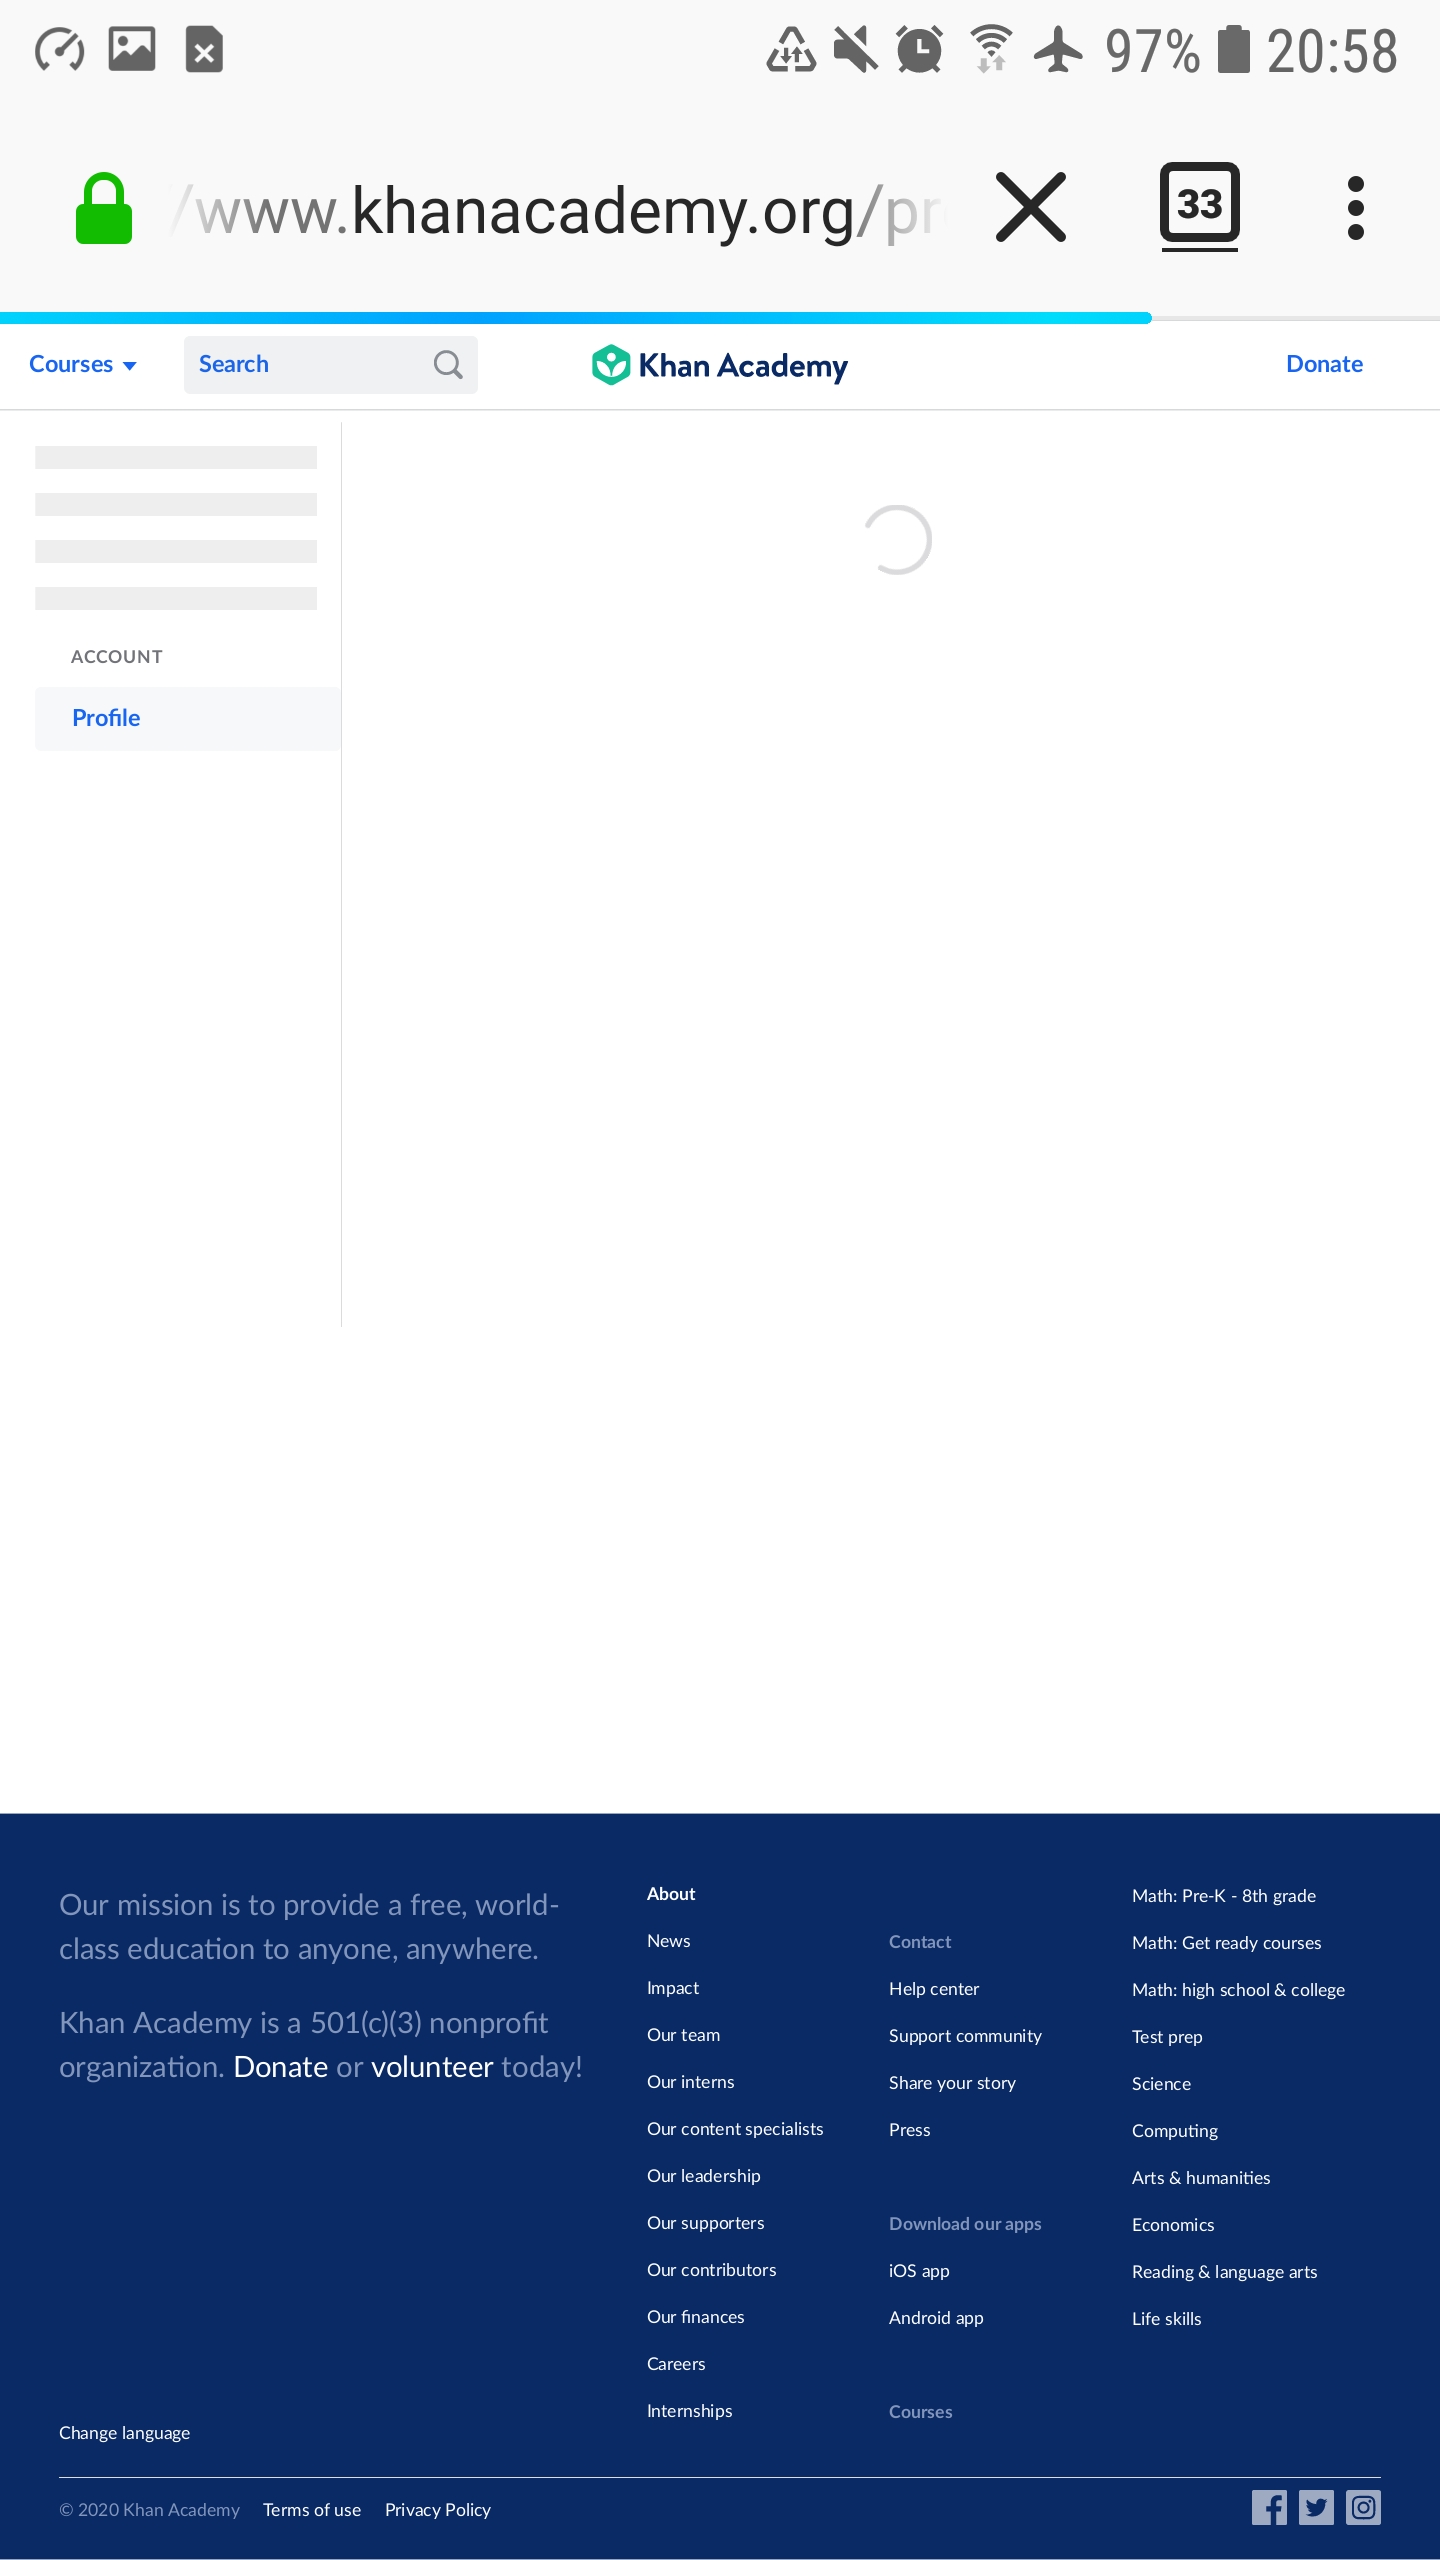 97% 20:58
/www.khanacademy.org/pr
33
Courses
Search
Khan Academy
Donate
ACCOUNT
Profile
Our mission is to provide a free, world-
class education to anyone, anywhere.
Khan Academy is a 501(c)(3) nonprofit
organization. Donate or volunteer today!
Change language
About
News
Impact
Our team
Our interns
Our content specialists
Our leadership
Our supporters
Our contributors
Our finances
Careers
Internships
Contact
Help center
Support community
Share your story
Press
Download our apps
iOS app
Android app
Courses
Math: Pre-K - 8th grade
Math: Get ready courses
Math: high school & college
Test prep
Science
Computing
Arts & humanities
Economics
Reading & language arts
Life skills
© 2020 Khan Academy Terms of use Privacy Policy